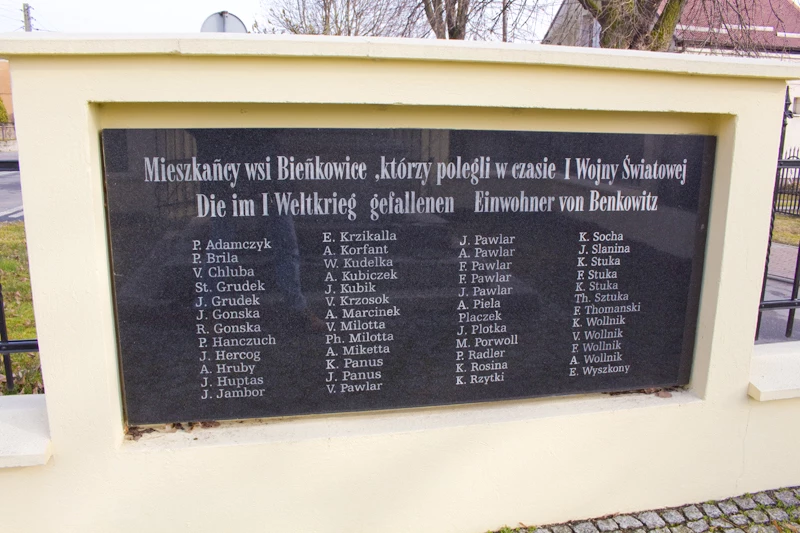 Mieszkañcy wsi Bieñkowice ,którzy polegli w czasie I Wojny Światowej
Die im I Weltkrieg gefallenen Einwohner von Benkowitz
P. Adamczyk
P. Brila
V. Chluba
St. Grudek
J. Grudek
J. Gonska
R. Gonska
P. Hanczuch
J. Hercog
A. Hruby
J. Huptas
J. Jambor
E. Krzikalla
A. Korfant
W. Kudelka
A. Kubiczek
J. Kubik
V. Krzosok
A. Marcinek
V. Milotta
Ph. Milotta
A. Miketta
K. Panus
J. Panus
V. Pawlar
J. Pawlar
A. Pawlar
F. Pawlar
F. Pawlar
J. Pawlar
A. Piela
Placzek
J. Plotka
M. Porwoll
P. Radler
K. Rosina
K. Rzytki
K. Socha
J. Slanina
K. Stuka
F. Stuka
K. Stuka
Th. Sztuka
F. Thomanski
K. Wollnik
V. Wollnik
F. Wollnik
A. Wollnik
E. Wyszkony